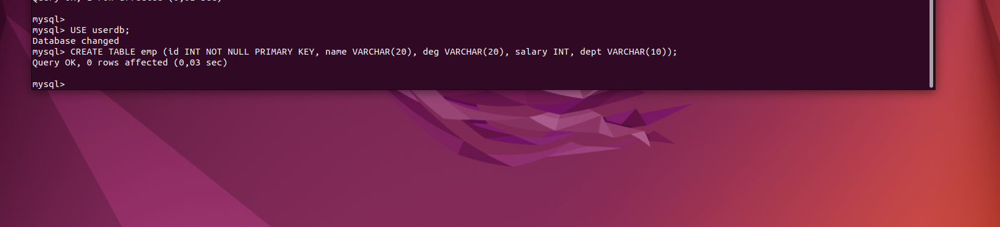 mysql>
mysql> USE userdb;
Database changed
mysql> CREATE TABLE emp (id INT NOT NULL PRIMARY KEY, name VARCHAR(20), deg VARCHAR(20), salary INT, dept VARCHAR(10));
Query OK, 0 rows affected (0,03 sec)
mysql>